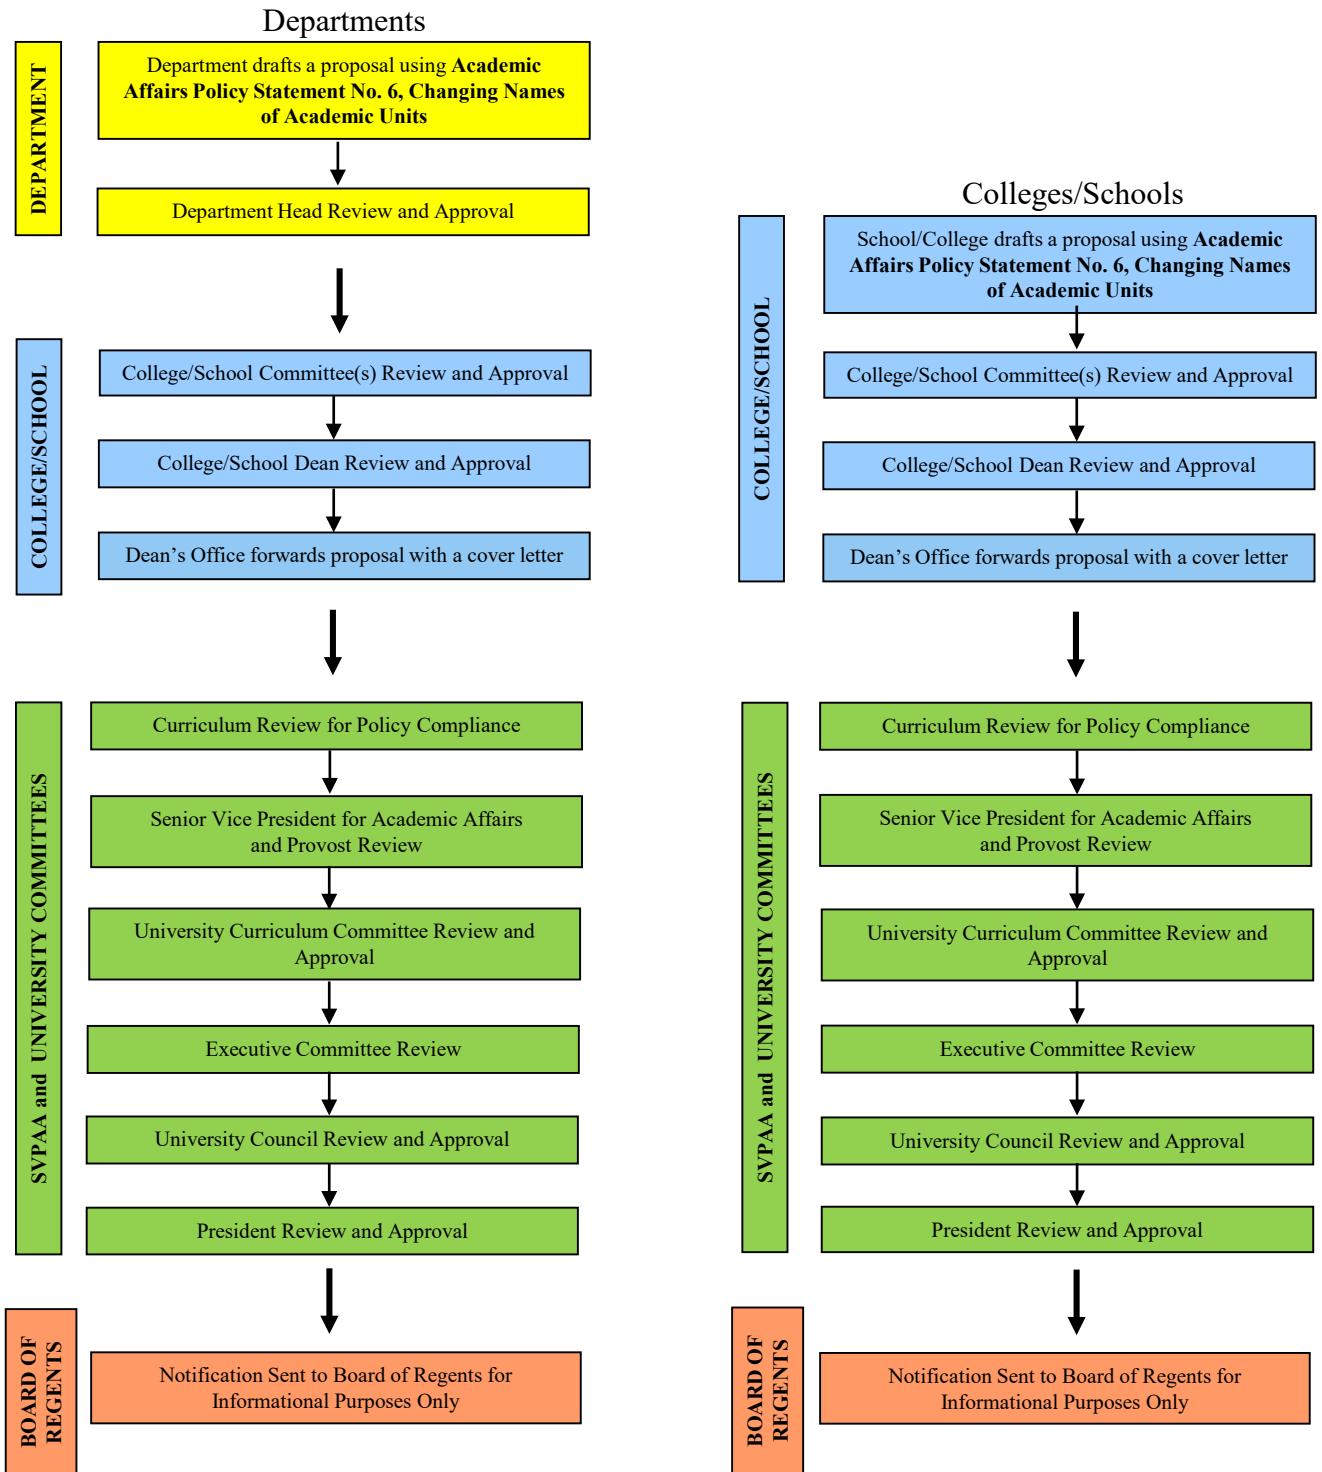 Departments
DEPARTMENT
Department drafts a proposal using Academic
Affairs Policy Statement No. 6, Changing Names
of Academic Units
Department Head Review and Approval
COLLEGE/SCHOOL
College/School Committee(s) Review and Approval
College/School Dean Review and Approval
Dean’s Office forwards proposal with a cover letter
SVPAA and UNIVERSITY COMMITTEES
Curriculum Review for Policy Compliance
Senior Vice President for Academic Affairs
and Provost Review
University Curriculum Committee Review and
Approval
Executive Committee Review
University Council Review and Approval
President Review and Approval
BOARD OF
REGENTS
Notification Sent to Board of Regents for
Informational Purposes Only
Colleges/Schools
COLLEGE/SCHOOL
School/College drafts a proposal using Academic
Affairs Policy Statement No. 6, Changing Names
of Academic Units
College/School Committee(s) Review and Approval
College/School Dean Review and Approval
Dean’s Office forwards proposal with a cover letter
SVPAA and UNIVERSITY COMMITTEES
Curriculum Review for Policy Compliance
Senior Vice President for Academic Affairs
and Provost Review
University Curriculum Committee Review and
Approval
Executive Committee Review
University Council Review and Approval
President Review and Approval
BOARD OF
REGENTS
Notification Sent to Board of Regents for
Informational Purposes Only